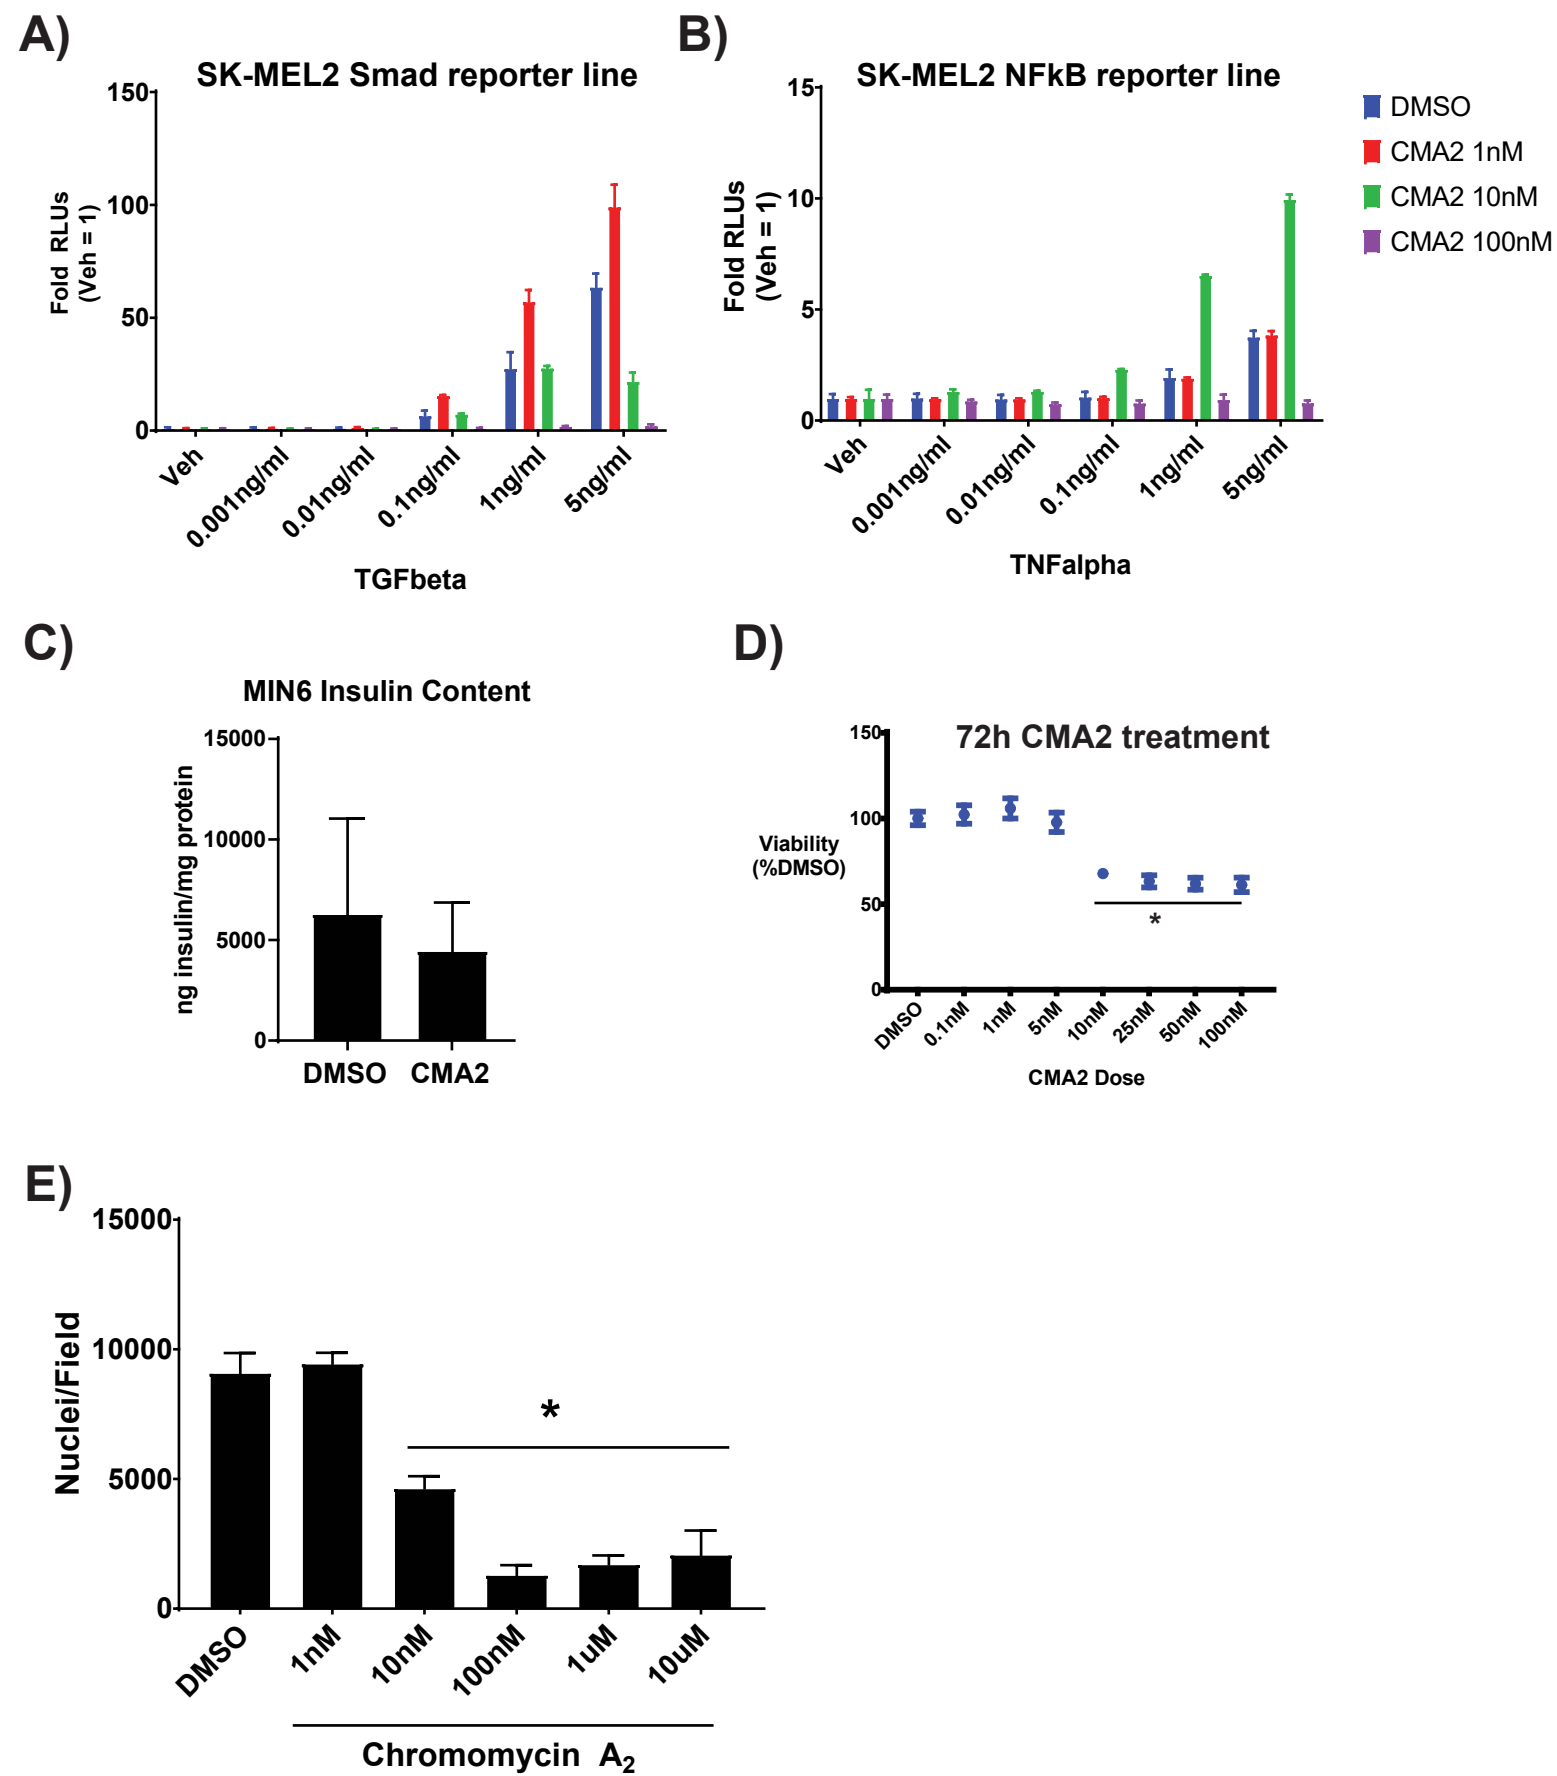 A)
SK-MEL2 Smad reporter line
150
100
50
0
Fold RLUs
(Veh = 1)
Veh
0.001ng/ml
0.01ng/ml
0.1ng/ml
1ng/ml
5ng/ml
TGFbeta
B)
SK-MEL2 NFkB reporter line
15
10
5
0
Fold RLUs
(Veh = 1)
Veh
0.001ng/ml
0.01ng/ml
0.1ng/ml
1ng/ml
5ng/ml
TNFalpha
DMSO
CMA2 1nM
CMA2 10nM
CMA2 100nM
C)
MIN6 Insulin Content
15000
10000
5000
0
ng insulin/mg protein
DMSO
CMA2
D)
72h CMA2 treatment
150
100
50
0
Viability
(%DMSO)
*
DMSO
0.1nM
1nM
5nM
10nM
25nM
50nM
100nM
CMA2 Dose
E)
15000
10000
5000
0
Nuclei/Field
*
DMSO
1nM
10nM
100nM
1uM
10uM
Chromomycin A₂